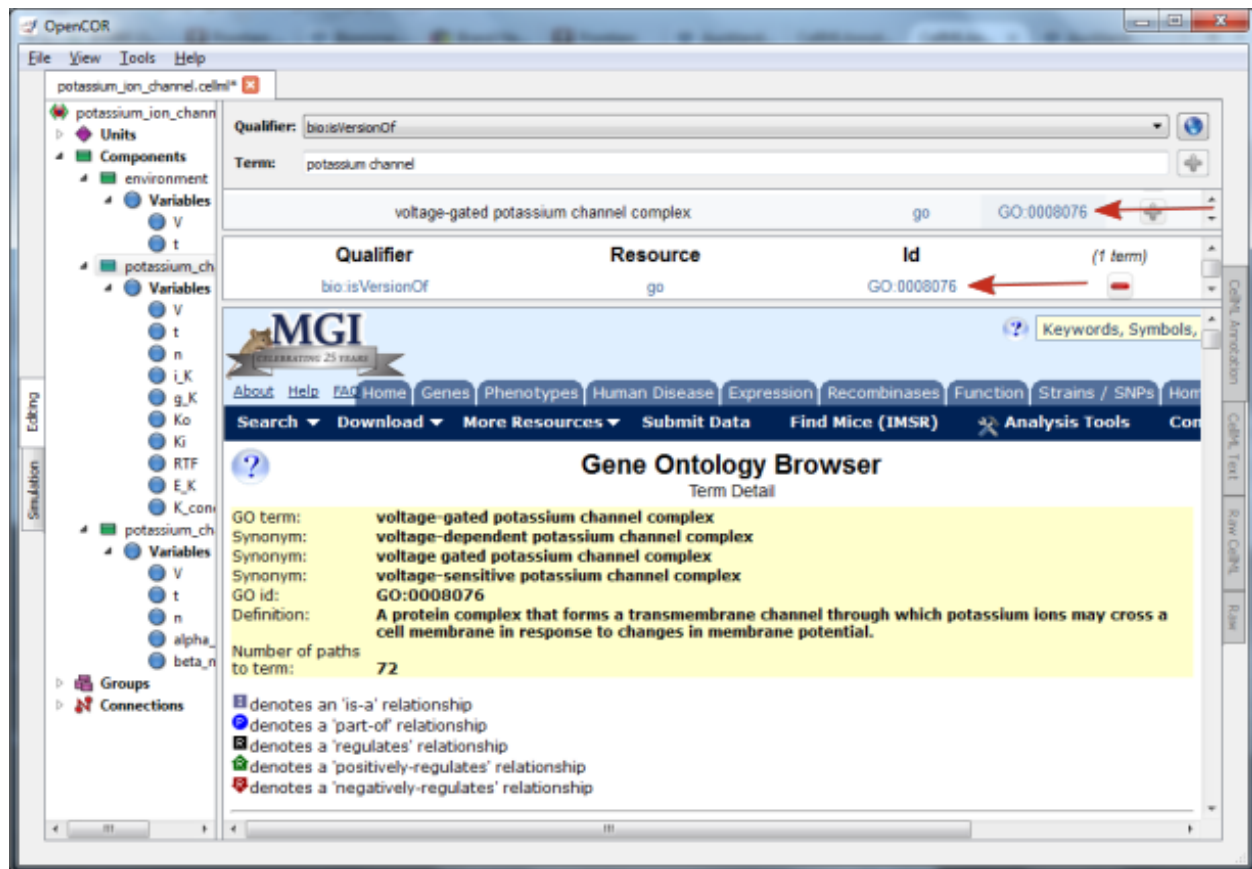 OpenCOR
File View Tools Help
potassium_ion_channel.cellml*
potassium_ion_chann
Units
Components
environment
Variables
V
t
potassium_ch
Variables
V
t
n
i_K
g_K
Ko
Ki
RTF
E_K
K_con
potassium_ch
Variables
V
t
n
alpha_
beta_n
Groups
Connections
Editing
Simulation
Qualifier: bio:isVersionOf
Term: potassium channel
voltage-gated potassium channel complex go GO:0008076
Qualifier Resource Id (1 term)
bio:isVersionOf go GO:0008076
MGI
CELEBRATING 25 YEARS
Keywords, Symbols,
About Help FAQ Home Genes Phenotypes Human Disease Expression Recombinases Function Strains / SNPs Hom
Search Download More Resources Submit Data Find Mice (IMSR) Analysis Tools Con
Gene Ontology Browser
Term Detail
GO term: voltage-gated potassium channel complex
Synonym: voltage-dependent potassium channel complex
Synonym: voltage gated potassium channel complex
Synonym: voltage-sensitive potassium channel complex
GO id: GO:0008076
Definition: A protein complex that forms a transmembrane channel through which potassium ions may cross a
cell membrane in response to changes in membrane potential.
Number of paths
to term: 72
I denotes an 'is-a' relationship
P denotes a 'part-of' relationship
R denotes a 'regulates' relationship
denotes a 'positively-regulates' relationship
denotes a 'negatively-regulates' relationship
CellML Annotation
CellML Text
Raw CellML
Raw